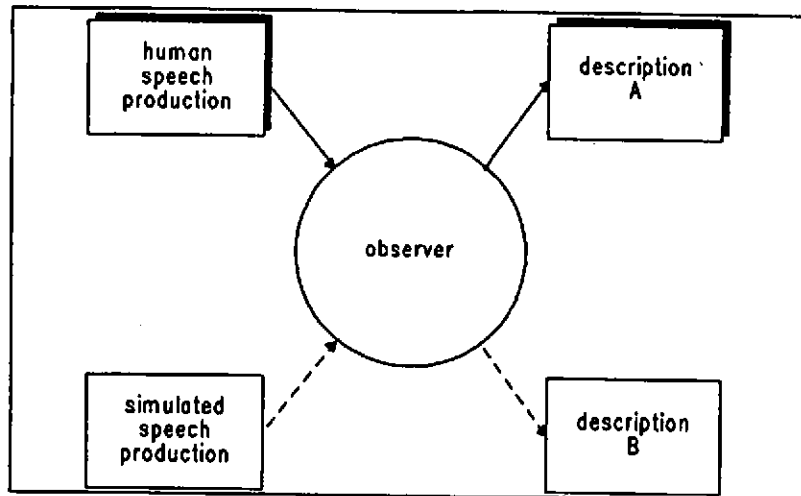 human
speech
production
description
A
observer
simulated
speech
production
description
B